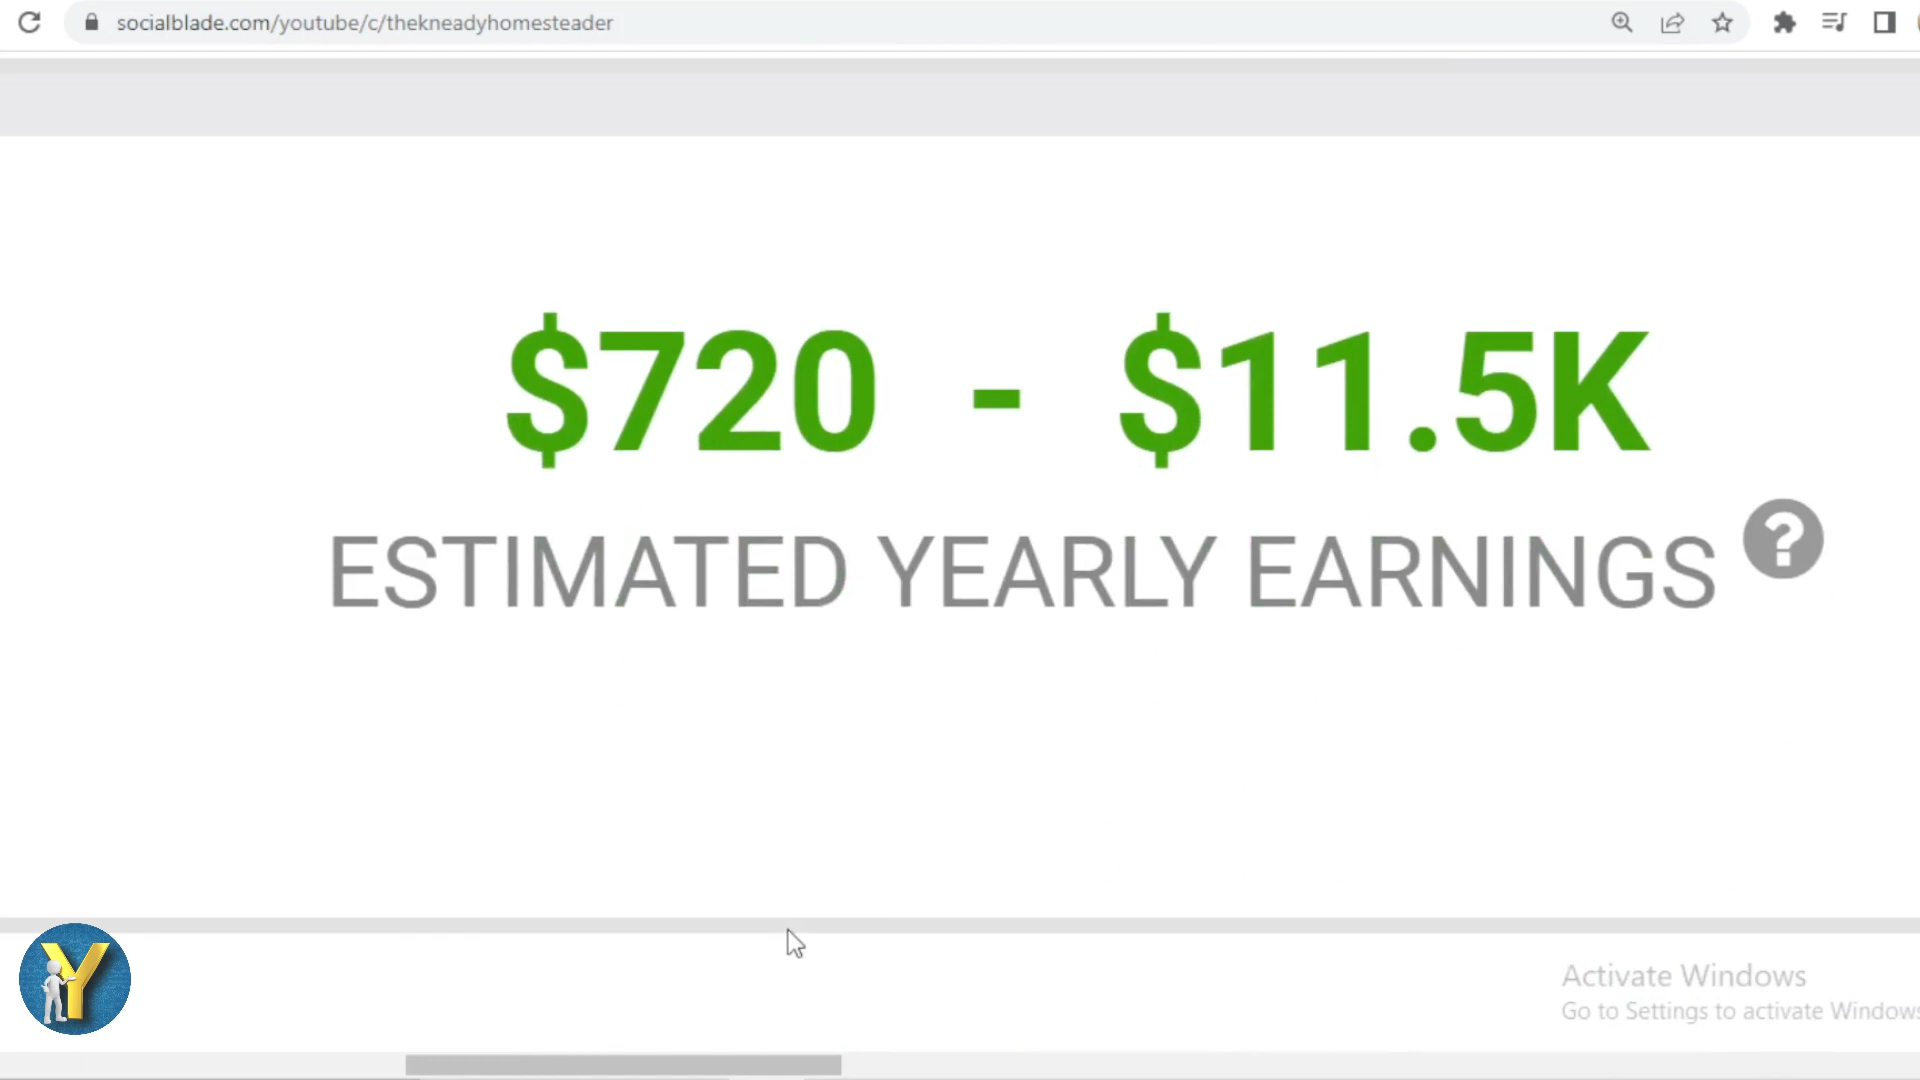 socialblade.com/youtube/c/thekneadyhomesteader
$720 - $11.5K
ESTIMATED YEARLY EARNINGS ?
Y
Activate Windows
Go to Settings to activate Windows